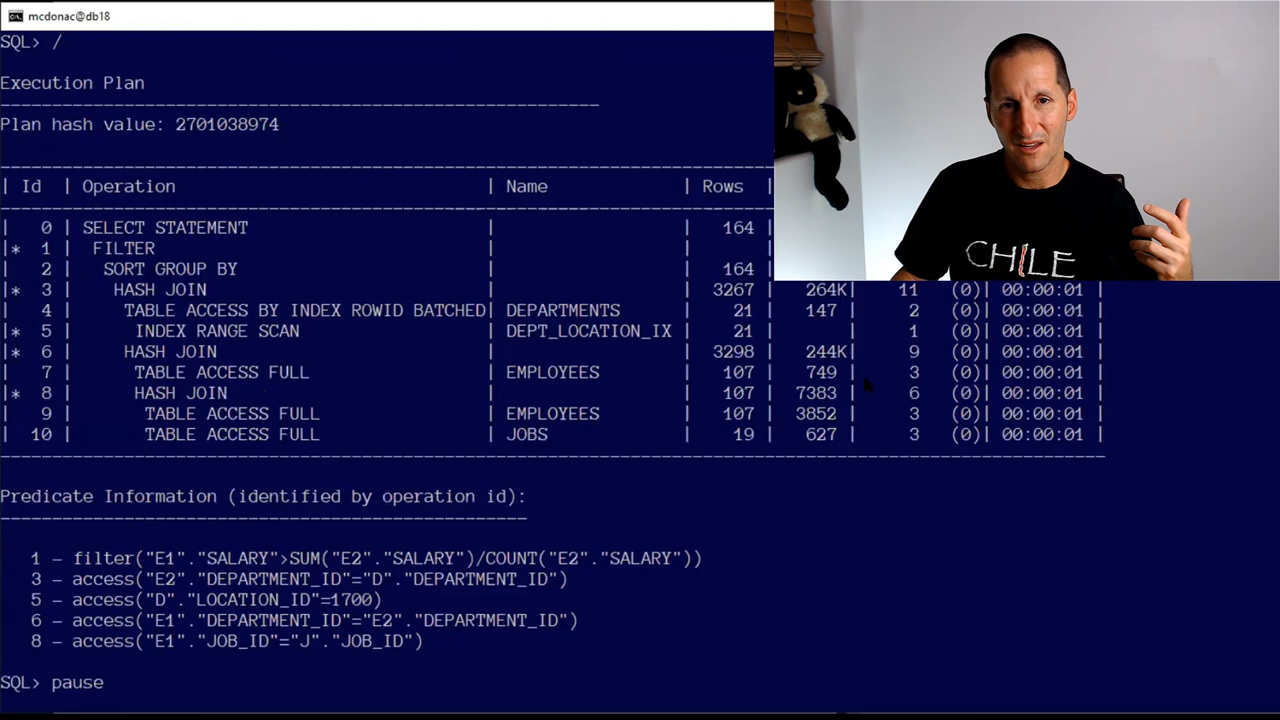 mcdonac@db18
SQL> /
Execution Plan
----------------------------------------------------------
Plan hash value: 2701038974
| Id | Operation | Name | Rows |
| 0 | SELECT STATEMENT | | 164
|* 1 | FILTER | |
| 2 | SORT GROUP BY | | 164
|* 3 | HASH JOIN | | 3267 | 264K| 11 (0)| 00:00:01 |
| 4 | TABLE ACCESS BY INDEX ROWID BATCHED| DEPARTMENTS | 21 | 147 | 2 (0)| 00:00:01 |
|* 5 | INDEX RANGE SCAN | DEPT_LOCATION_IX | 21 | | 1 (0)| 00:00:01 |
|* 6 | HASH JOIN | | 3298 | 244K| 9 (0)| 00:00:01 |
| 7 | TABLE ACCESS FULL | EMPLOYEES | 107 | 749 | 3 (0)| 00:00:01 |
|* 8 | HASH JOIN | | 107 | 7383 | 6 (0)| 00:00:01 |
| 9 | TABLE ACCESS FULL | EMPLOYEES | 107 | 3852 | 3 (0)| 00:00:01 |
| 10 | TABLE ACCESS FULL | JOBS | 19 | 627 | 3 (0)| 00:00:01 |
Predicate Information (identified by operation id):
---------------------------------------------------
1 - filter("E1"."SALARY">SUM("E2"."SALARY")/COUNT("E2"."SALARY"))
3 - access("E2"."DEPARTMENT_ID"="D"."DEPARTMENT_ID")
5 - access("D"."LOCATION_ID"=1700)
6 - access("E1"."DEPARTMENT_ID"="E2"."DEPARTMENT_ID")
8 - access("E1"."JOB_ID"="J"."JOB_ID")
SQL> pause
CHILE